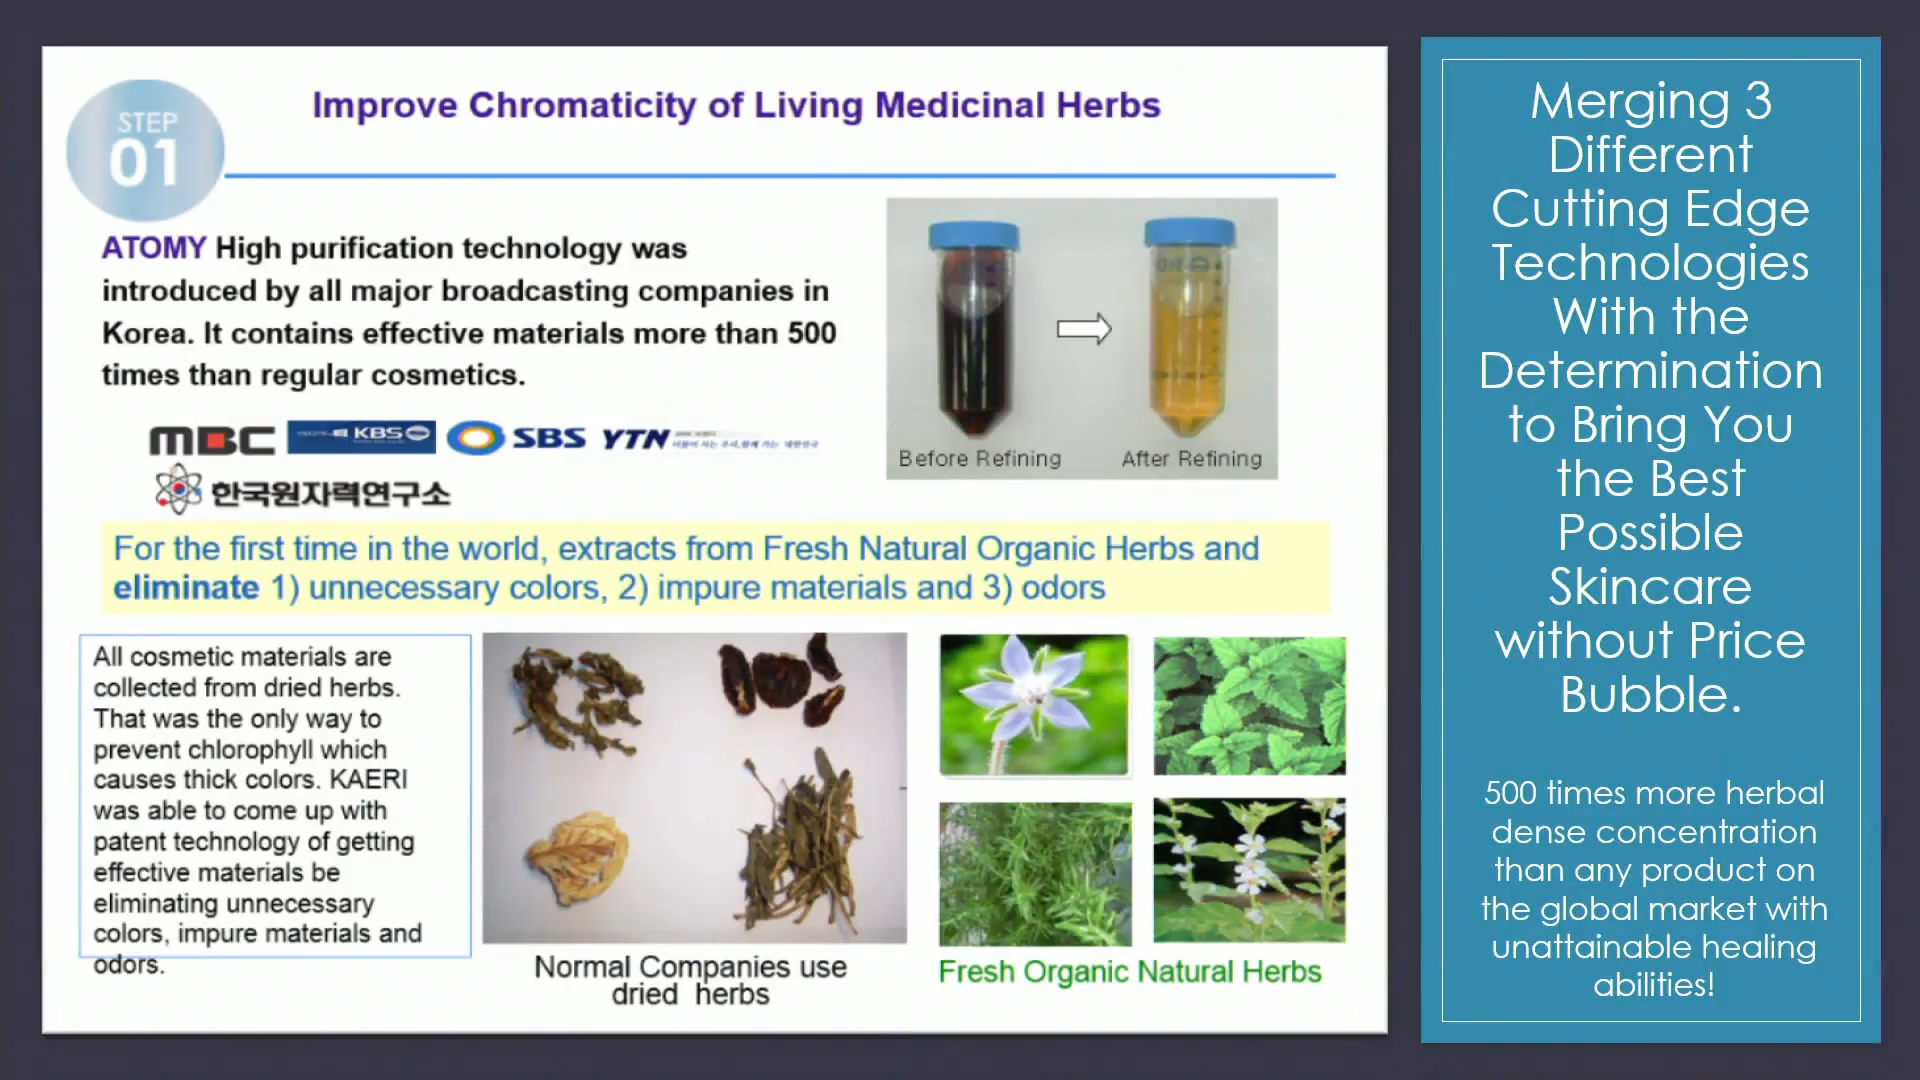 STEP
01
Improve Chromaticity of Living Medicinal Herbs
ATOMY High purification technology was
introduced by all major broadcasting companies in
Korea. It contains effective materials more than 500
times than regular cosmetics.
MBC KBS SBS YTN
한국원자력연구소
Before Refining
After Refining
For the first time in the world, extracts from Fresh Natural Organic Herbs and
eliminate 1) unnecessary colors, 2) impure materials and 3) odors
All cosmetic materials are
collected from dried herbs.
That was the only way to
prevent chlorophyll which
causes thick colors. KAERI
was able to come up with
patent technology of getting
effective materials be
eliminating unnecessary
colors, impure materials and
odors.
Normal Companies use
dried herbs
Fresh Organic Natural Herbs
Merging 3
Different
Cutting Edge
Technologies
With the
Determination
to Bring You
the Best
Possible
Skincare
without Price
Bubble.
500 times more herbal
dense concentration
than any product on
the global market with
unattainable healing
abilities!